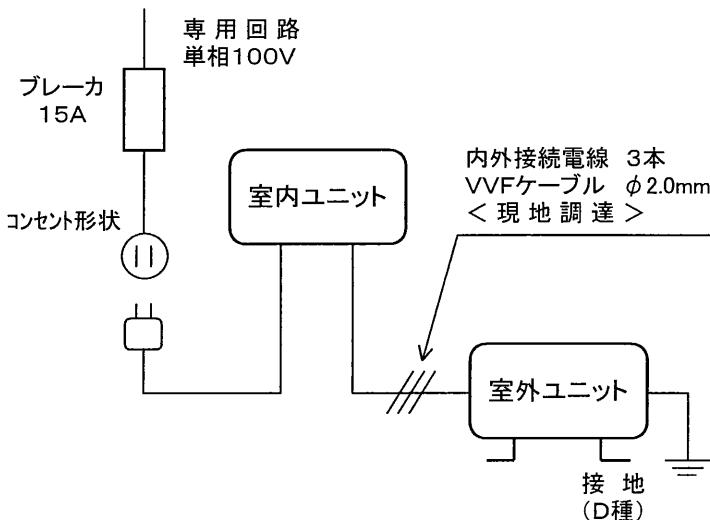 専用回路
単相100V
ブレーカ
15A
コンセント形状
室内ユニット
内外接続電線 3本
VVFケーブル φ2.0mm
<現地調達>
室外ユニット
接地
(D種)